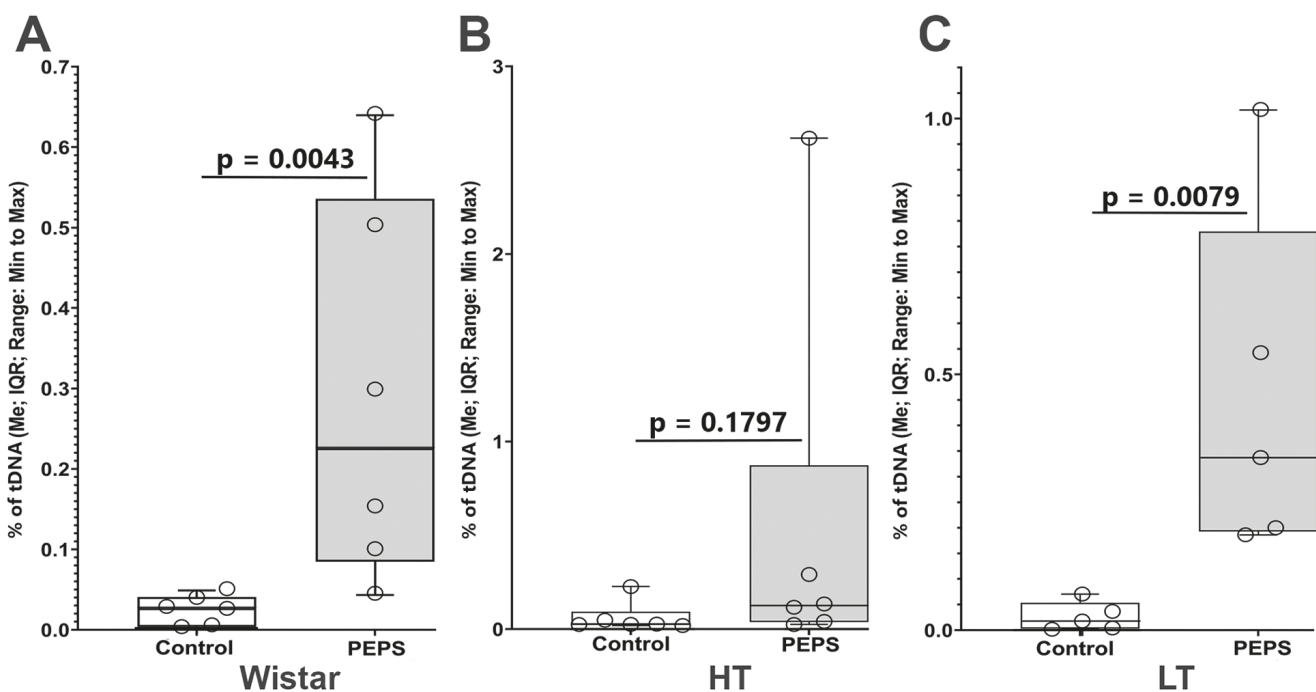 A
% of tDNA (Me; IQR; Range: Min to Max)
0.7
0.6
0.5
0.4
0.3
0.2
0.1
0.0
p = 0.0043
Control
PEPS
Wistar
B
% of tDNA (Me; IQR; Range: Min to Max)
3
2
1
0
p = 0.1797
Control
PEPS
HT
C
% of tDNA (Me; IQR; Range: Min to Max)
1.0
0.5
0.0
p = 0.0079
Control
PEPS
LT